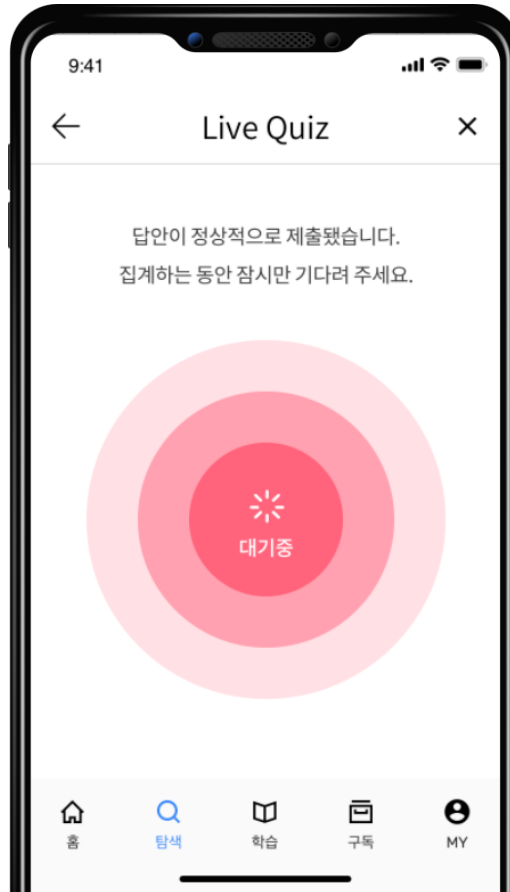 9:41
Live Quiz
답안이 정상적으로 제출됐습니다.
집계하는 동안 잠시만 기다려 주세요.
대기중
홈 탐색 학습 구독 MY